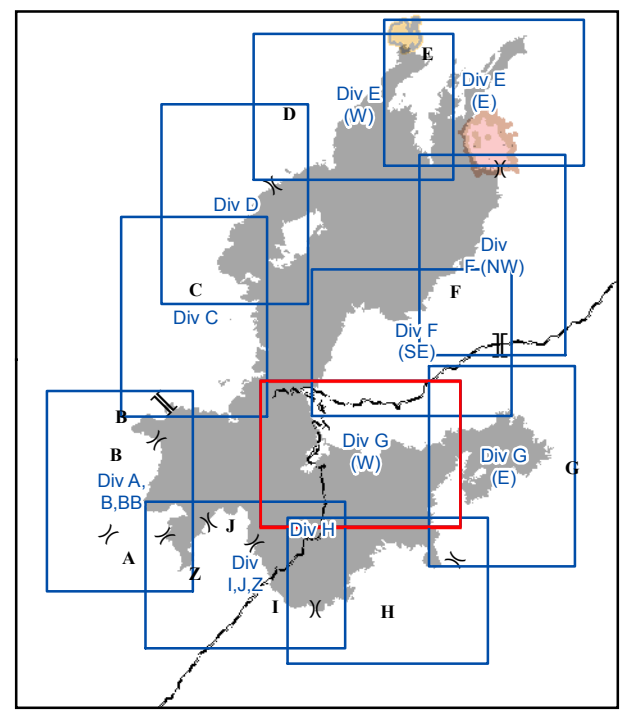 E
Div E
(W)
Div E
(E)
D
Div D
Div
F (NW)
C
F
Div C
Div F
(SE)
B
B
Div G
(W)
Div G
(E)
G
Div A,
B,BB
J
Div H
A
Div
I,J,Z
Z
I
H